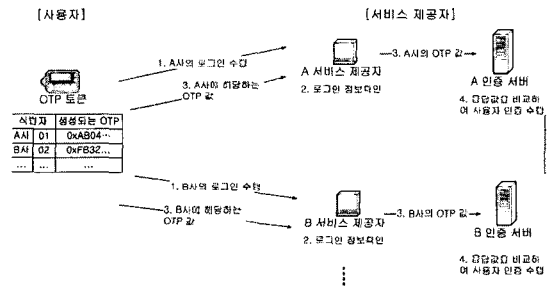 [사용자]
[서비스 제공자]
1. A사의 로그인 수행
3. A사의 OTP 값
3. A사에 해당하는
OTP 값
OTP 토큰
A 서비스 제공자
2. 로그인 정보확인
A 인증 서버
4. 응답값을 비교하
여 사용자 인증 수행
식별자 생성되는 OTP
A사 01 0xAB04...
B사 02 0xFB32...
... ... ...
1. B사의 로그인 수행
3. B사에 해당하는
OTP 값
3. B사의 OTP 값
B 서비스 제공자
2. 로그인 정보확인
B 인증 서버
4. 응답값을 비교하
여 사용자 인증 수행